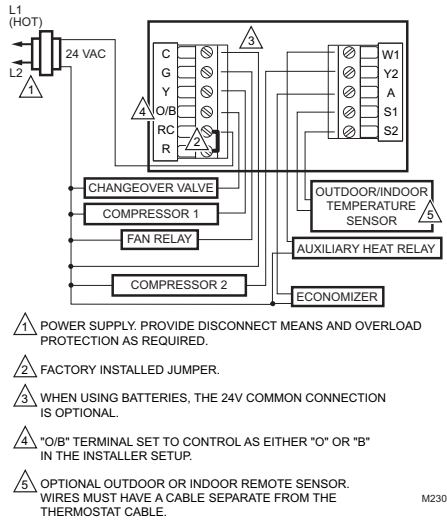 L1
(HOT)
24 VAC
L2
1
C
G
Y
O/B
RC
R
4
2
3
W1
Y2
A
S1
S2
CHANGEOVER VALVE
COMPRESSOR 1
FAN RELAY
COMPRESSOR 2
OUTDOOR/INDOOR
TEMPERATURE
SENSOR
5
AUXILIARY HEAT RELAY
ECONOMIZER
1 POWER SUPPLY. PROVIDE DISCONNECT MEANS AND OVERLOAD
PROTECTION AS REQUIRED.
2 FACTORY INSTALLED JUMPER.
3 WHEN USING BATTERIES, THE 24V COMMON CONNECTION
IS OPTIONAL.
4 "O/B" TERMINAL SET TO CONTROL AS EITHER "O" OR "B"
IN THE INSTALLER SETUP.
5 OPTIONAL OUTDOOR OR INDOOR REMOTE SENSOR.
WIRES MUST HAVE A CABLE SEPARATE FROM THE
THERMOSTAT CABLE.
M230